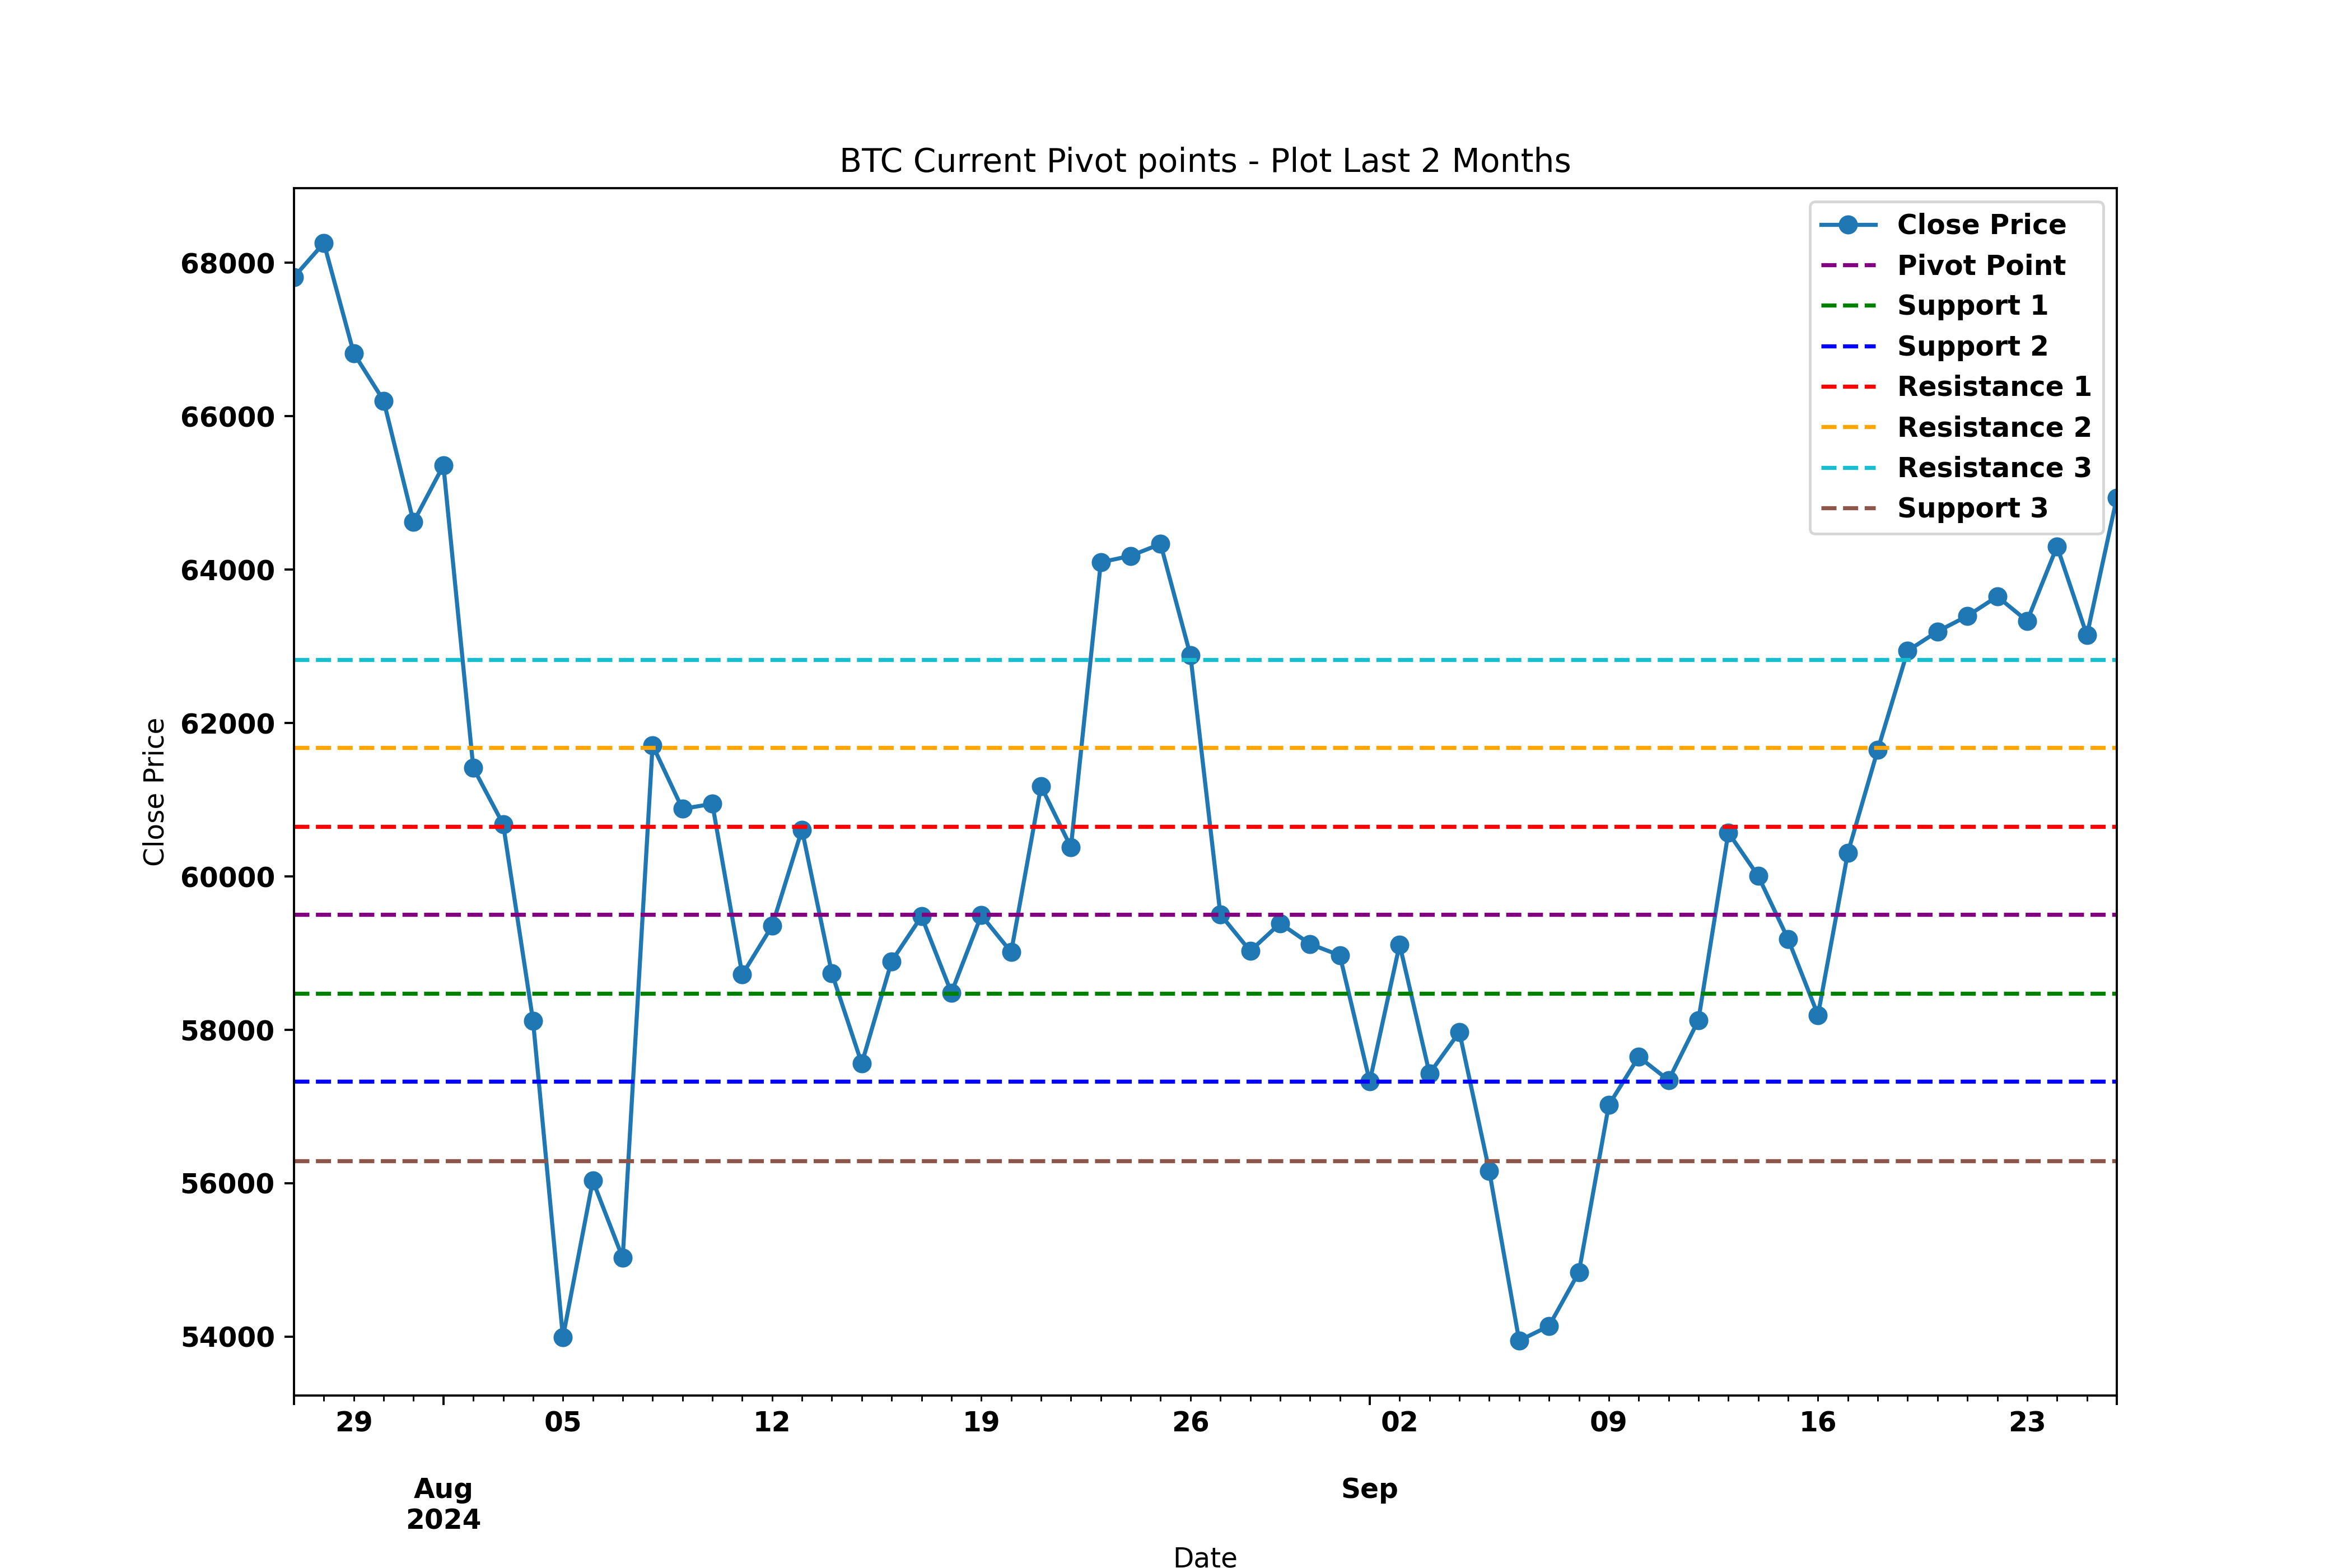 BTC Current Pivot points - Plot Last 2 Months
Close Price
Pivot Point
Support 1
Support 2
Resistance 1
Resistance 2
Resistance 3
Support 3
68000
66000
64000
62000
60000
58000
56000
54000
Close Price
29 05 12 19 26 02 09 16 23
Aug Sep
2024
Date